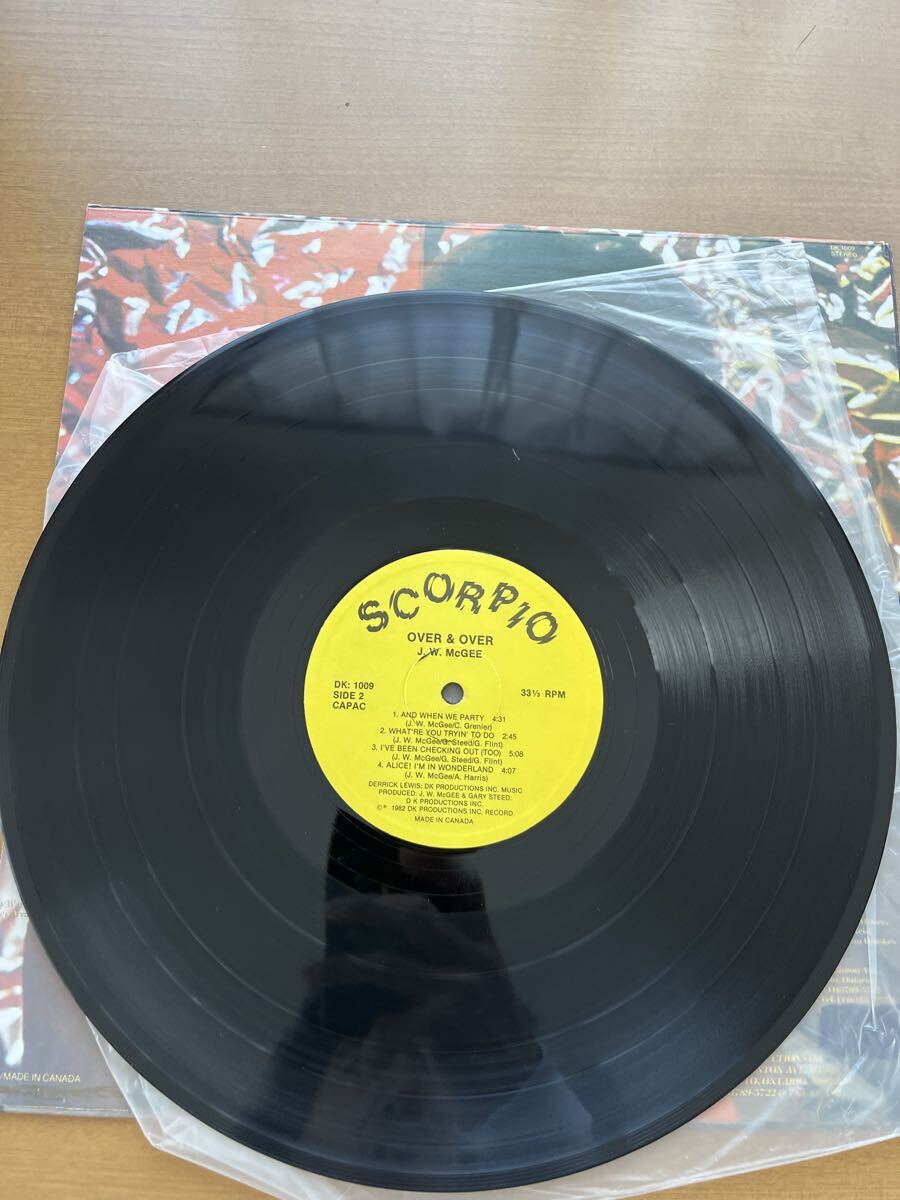 DK 1009
STEREO
SCORPIO
OVER & OVER
J. W. McGEE
DK: 1009
SIDE 2
CAPAC
33⅓ RPM
1. AND WHEN WE PARTY 4:31
(J. W. McGee/C. Grenier)
2. WHAT'RE YOU TRYIN' TO DO 2:45
(J. W. McGee/G. Steed/G. Flint)
3. I'VE BEEN CHECKING OUT (TOO) 5:08
(J. W. McGee/G. Steed/G. Flint)
4. ALICE! I'M IN WONDERLAND 4:07
(J. W. McGee/A. Harris)
DERRICK LEWIS: DK PRODUCTIONS INC. MUSIC
PRODUCED: J. W. McGEE & GARY STEED:
D K PRODUCTIONS INC.
©℗ 1982 DK PRODUCTIONS INC. RECORD
MADE IN CANADA
/MADE IN CANADA
ONTARIO
789-5722